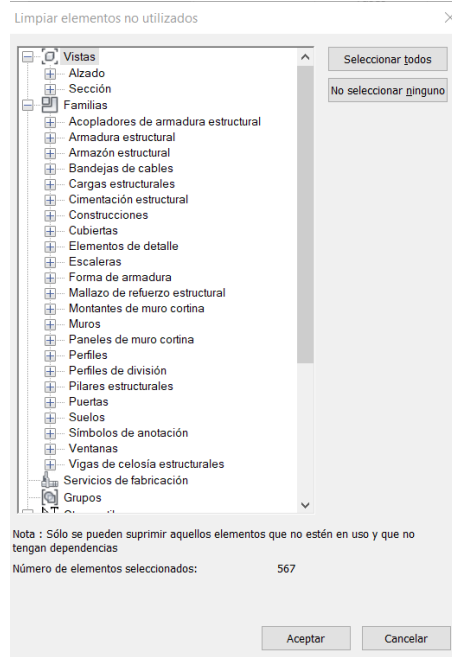 Limpiar elementos no utilizados
Vistas
Alzado
Sección
Familias
Acopladores de armadura estructural
Armadura estructural
Armazón estructural
Bandejas de cables
Cargas estructurales
Cimentación estructural
Construcciones
Cubiertas
Elementos de detalle
Escaleras
Forma de armadura
Mallazo de refuerzo estructural
Montantes de muro cortina
Muros
Paneles de muro cortina
Perfiles
Perfiles de división
Pilares estructurales
Puertas
Suelos
Símbolos de anotación
Ventanas
Vigas de celosía estructurales
Servicios de fabricación
Grupos
Seleccionar todos
No seleccionar ninguno
Nota : Sólo se pueden suprimir aquellos elementos que no estén en uso y que no
tengan dependencias
Número de elementos seleccionados: 567
Aceptar Cancelar